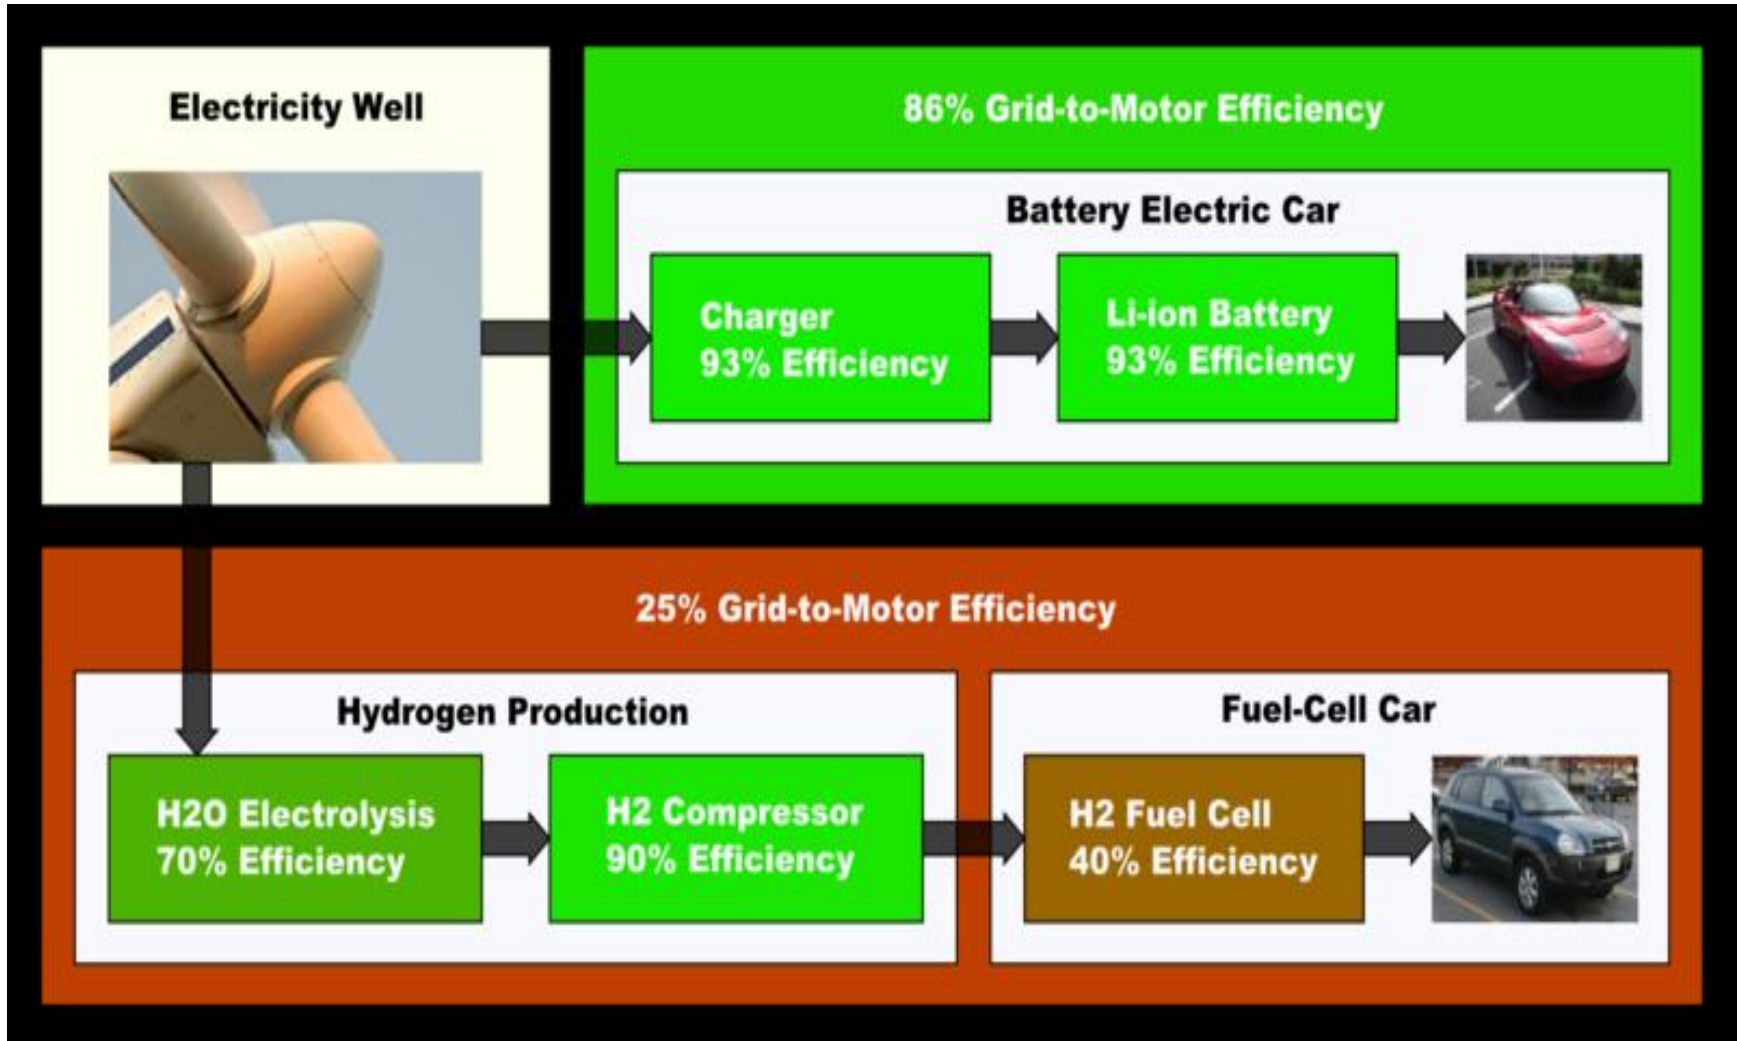 Electricity Well
86% Grid-to-Motor Efficiency
Battery Electric Car
Charger
93% Efficiency
Li-ion Battery
93% Efficiency
25% Grid-to-Motor Efficiency
Hydrogen Production
H2O Electrolysis
70% Efficiency
H2 Compressor
90% Efficiency
Fuel-Cell Car
H2 Fuel Cell
40% Efficiency